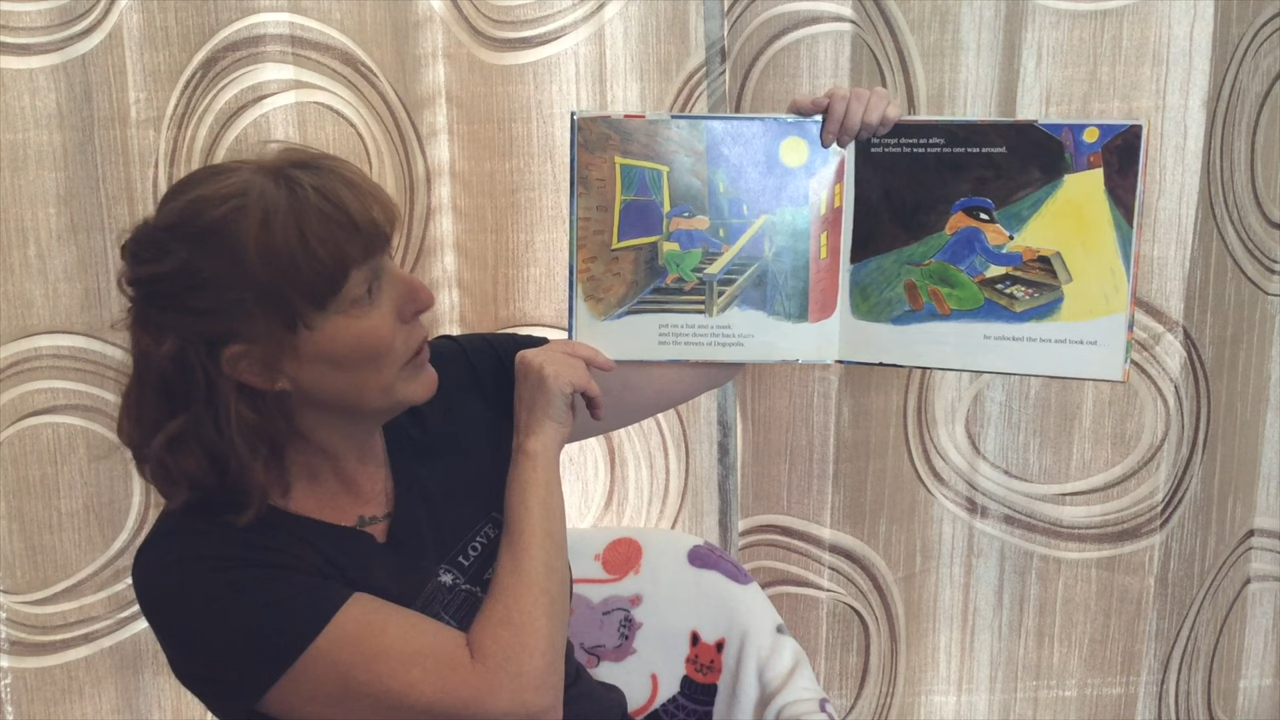 put on a hat and a mask,
and tiptoe down the back stairs
into the streets of Dogopolis.
He crept down an alley,
and when he was sure no one was around,
he unlocked the box and took out . . .
LOVE